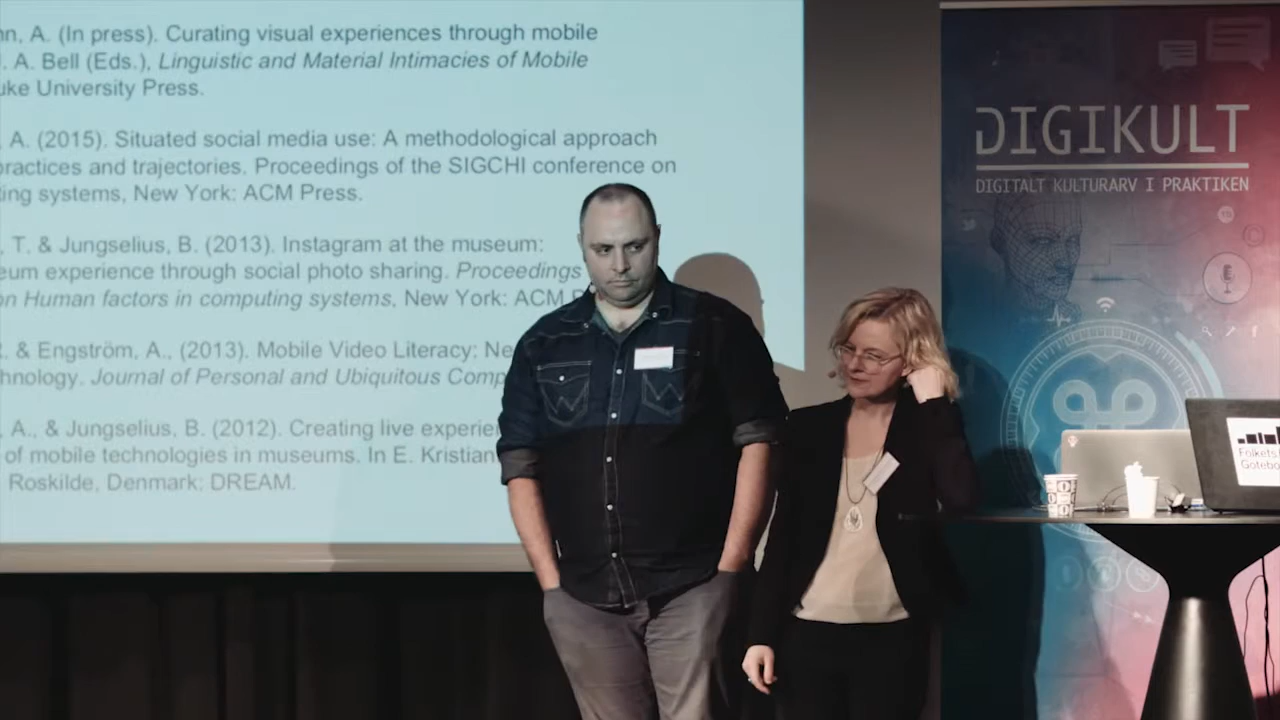 nn, A. (In press). Curating visual experiences through mobile
J. A. Bell (Eds.), Linguistic and Material Intimacies of Mobile
uke University Press.
, A. (2015). Situated social media use: A methodological approach
practices and trajectories. Proceedings of the SIGCHI conference on
ting systems, New York: ACM Press.
, T. & Jungselius, B. (2013). Instagram at the museum:
eum experience through social photo sharing. Proceedings
on Human factors in computing systems, New York: ACM P
R. & Engström, A., (2013). Mobile Video Literacy: Ne
chnology. Journal of Personal and Ubiquitous Comp
, A., & Jungselius, B. (2012). Creating live experie
e of mobile technologies in museums. In E. Kristian
Roskilde, Denmark: DREAM.
DIGIKULT
DIGITALT KULTURARV I PRAKTIKEN
Folkets
Gotebo